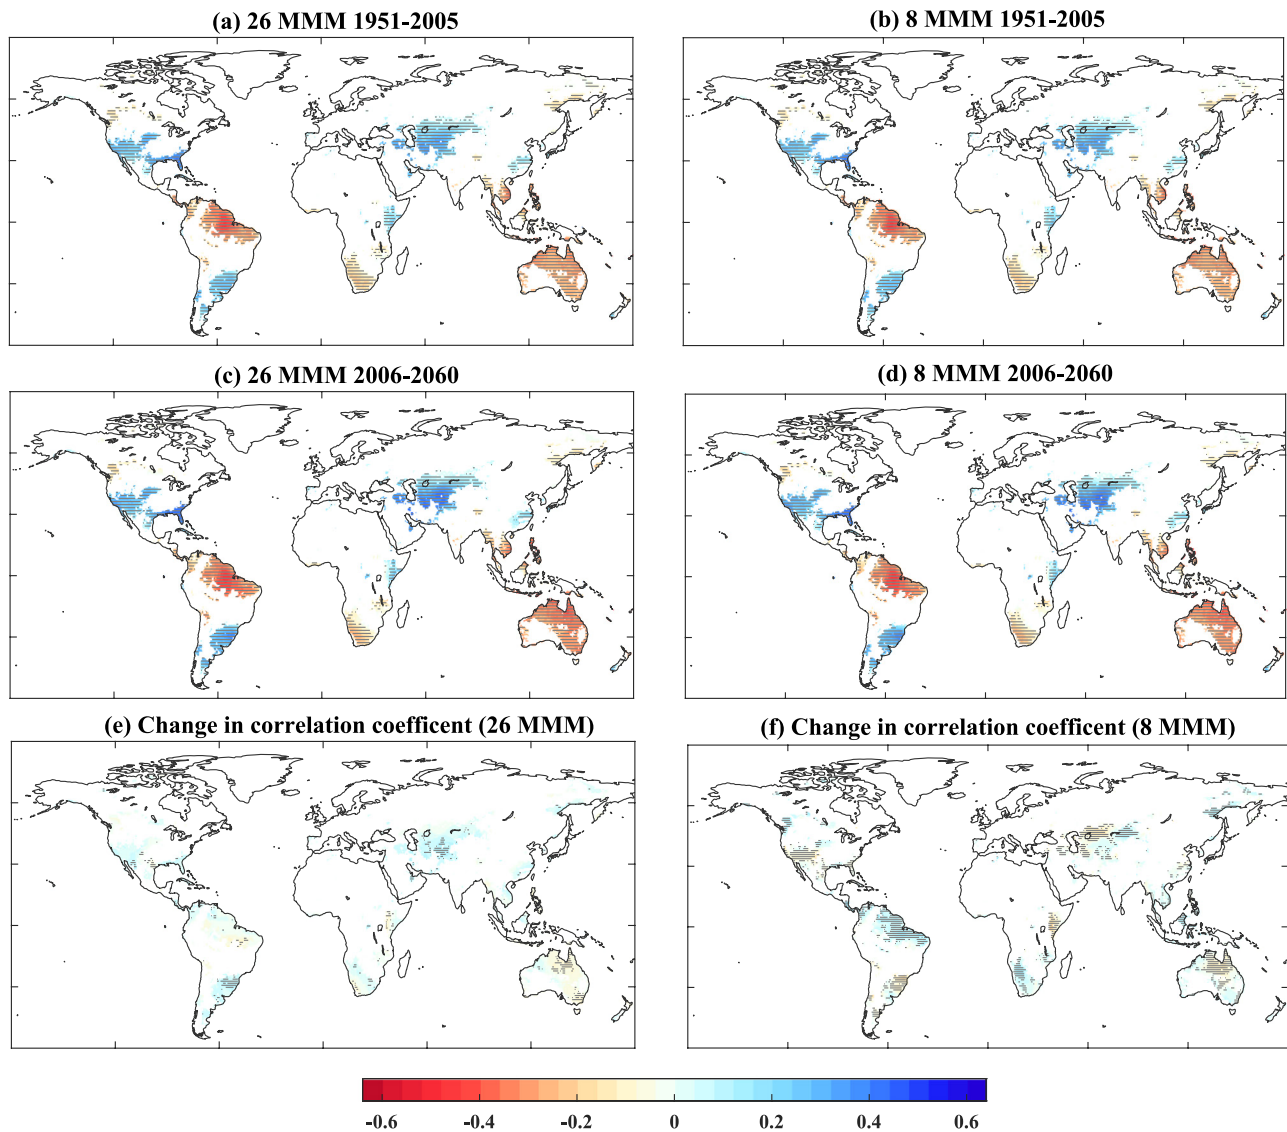 (a) 26 MMM 1951-2005
(b) 8 MMM 1951-2005
(c) 26 MMM 2006-2060
(d) 8 MMM 2006-2060
(e) Change in correlation coefficent (26 MMM)
(f) Change in correlation coefficent (8 MMM)
-0.6 -0.4 -0.2 0 0.2 0.4 0.6